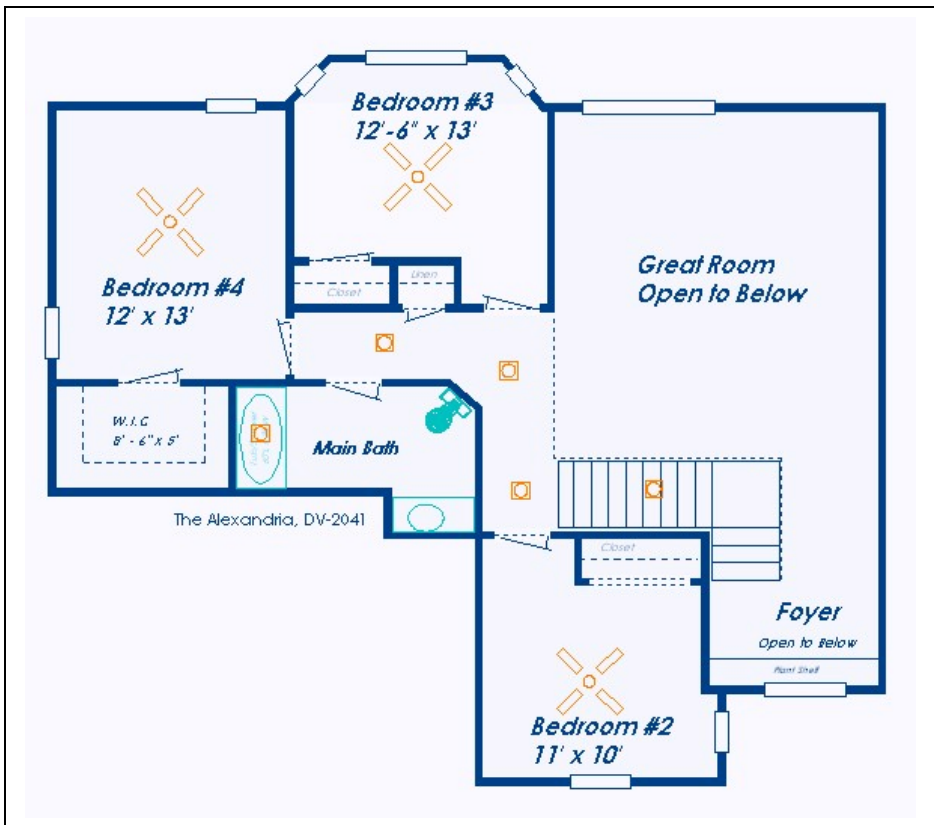 Bedroom #3
12'-6" x 13'
Great Room
Open to Below
Linen
Closet
Bedroom #4
12' x 13'
W.I.C
8' - 6" x 5'
Main Bath
The Alexandria, DV-2041
Closet
Foyer
Open to Below
Plant Shelf
Bedroom #2
11' x 10'